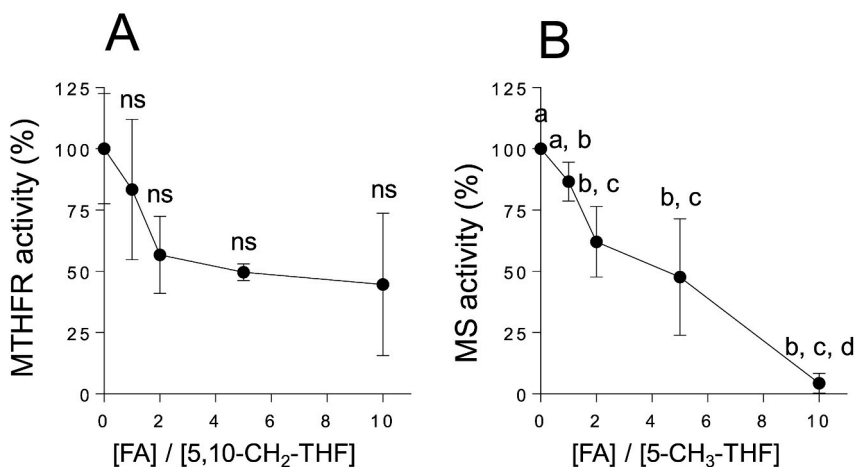 A
MTHFR activity (%)
125
100
75
50
25
0
ns
ns
ns
ns
0 2 4 6 8 10
[FA] / [5,10-CH₂-THF]
B
MS activity (%)
125
100
75
50
25
0
a
a, b
b, c
b, c
b, c, d
0 2 4 6 8 10
[FA] / [5-CH₃-THF]